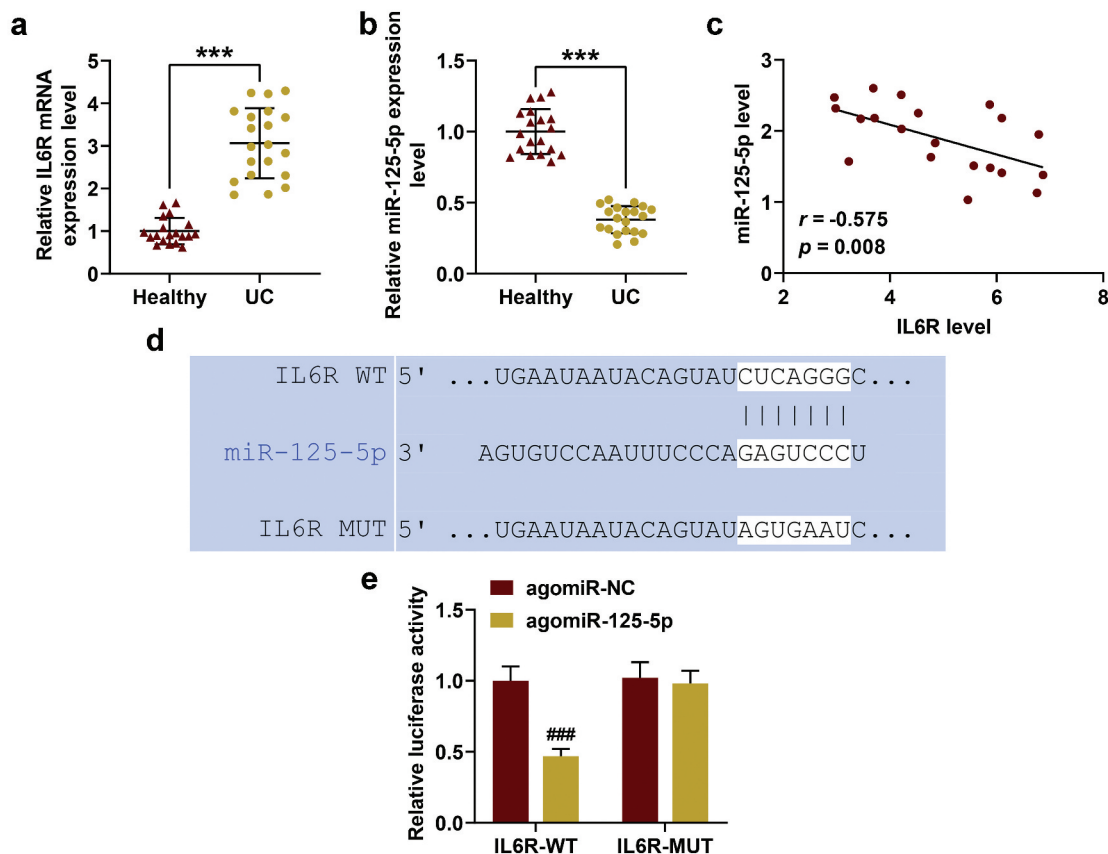 a
Relative IL6R mRNA
expression level
5
4
3
2
1
0
***
Healthy
UC
b
Relative miR-125-5p expression
level
1.5
1.0
0.5
0.0
***
Healthy
UC
c
miR-125-5p level
3
2
1
0
r = -0.575
p = 0.008
2
4
6
8
IL6R level
d
IL6R WT 5' ...UGAAUAAUACAGUAUCUCAGGGC...
| | | | | | |
miR-125-5p 3' AGUGUCCAAUUUCCCAGAGUCCCU
IL6R MUT 5' ...UGAAUAAUACAGUAUAGUGAAUC...
e
agomiR-NC
agomiR-125-5p
Relative luciferase activity
1.5
1.0
0.5
0.0
###
IL6R-WT
IL6R-MUT